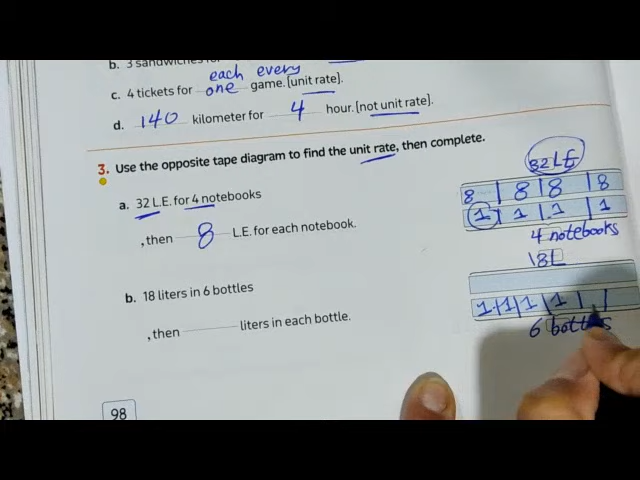 b. 3 sandwiches for
each every
c. 4 tickets for one game. [unit rate].
d. 140 kilometer for 4 hour. [not unit rate].
3. Use the opposite tape diagram to find the unit rate, then complete.
32 LE
a. 32 L.E. for 4 notebooks
8 8 8 8
1 1 1 1
, then 8 L.E. for each notebook.
4 notebooks
18L
b. 18 liters in 6 bottles
1 1 1 1
, then liters in each bottle.
6 bottles
98